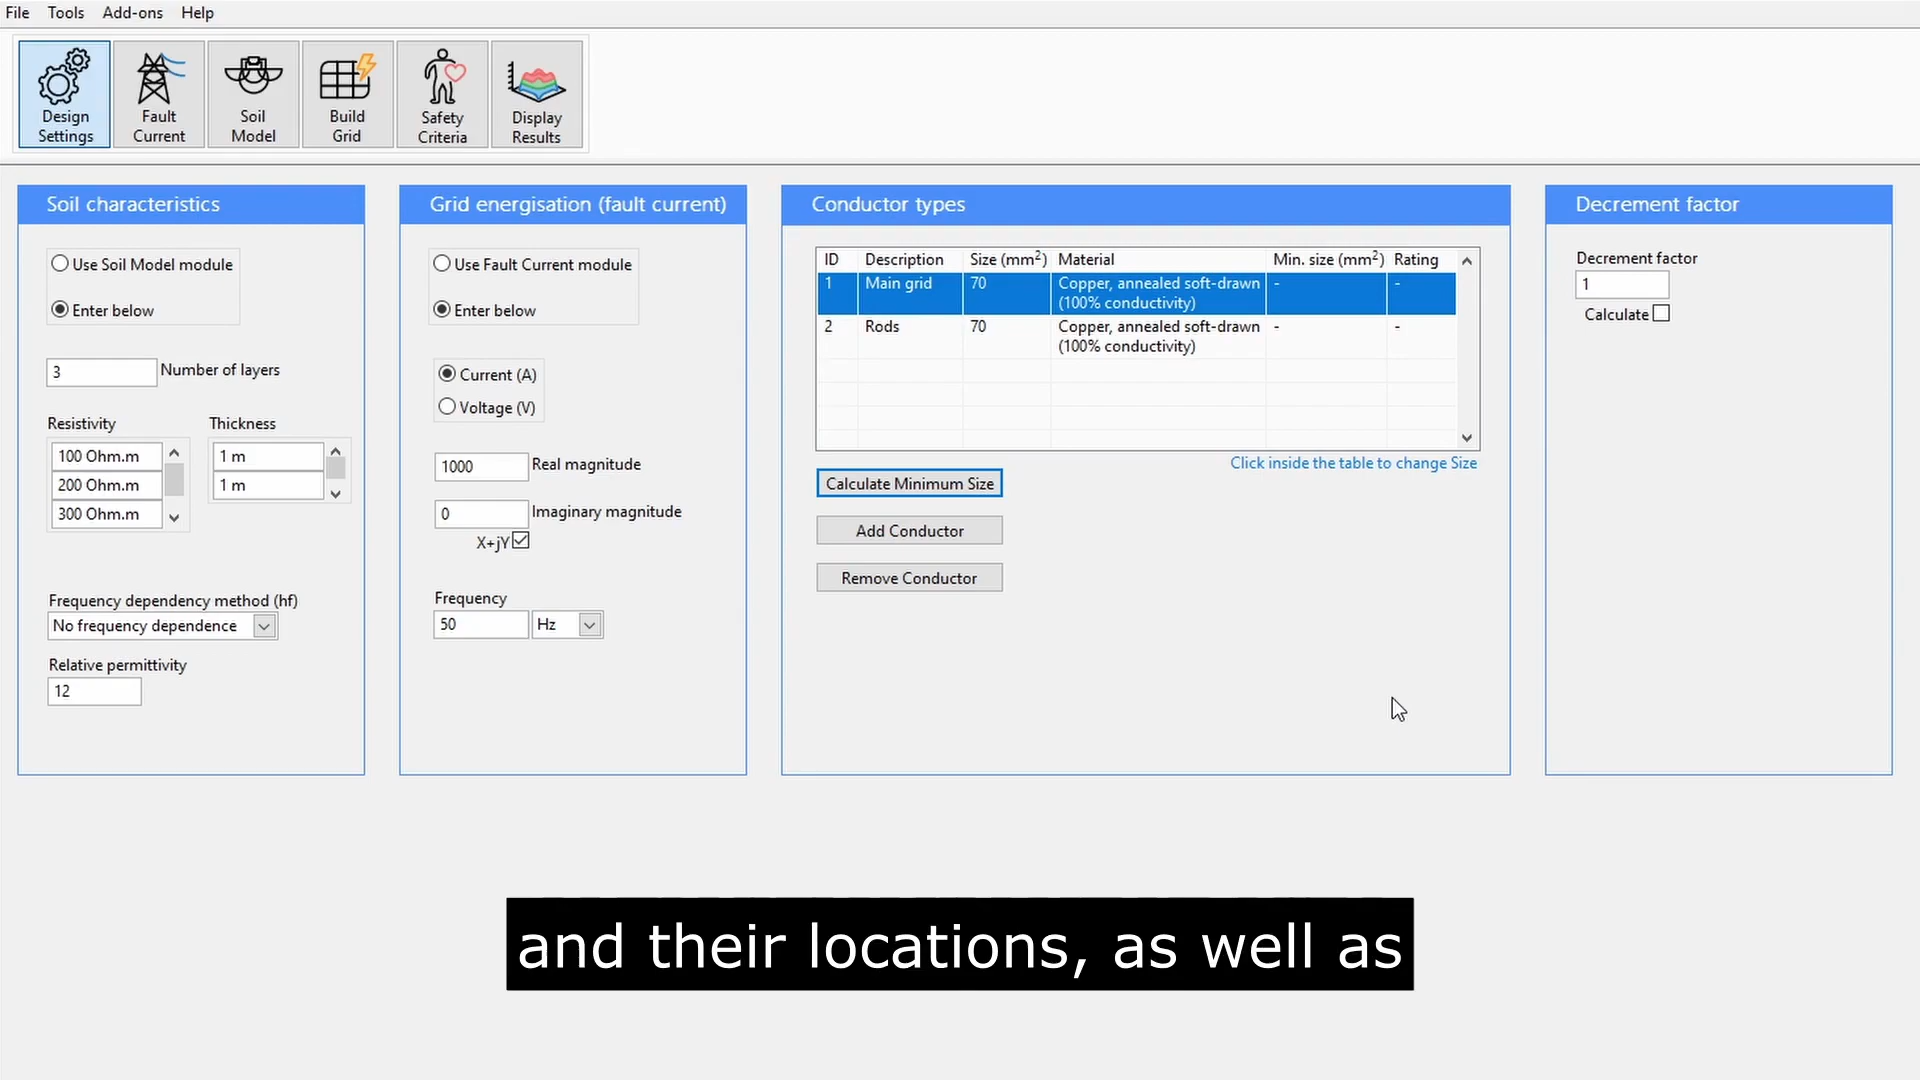 File Tools Add-ons Help
Design Settings
Fault Current
Soil Model
Build Grid
Safety Criteria
Display Results
Soil characteristics
Use Soil Model module
Enter below
3 Number of layers
Resistivity Thickness
100 Ohm.m 1 m
200 Ohm.m 1 m
300 Ohm.m
Frequency dependency method (hf)
No frequency dependence
Relative permittivity
12
Grid energisation (fault current)
Use Fault Current module
Enter below
Current (A)
Voltage (V)
1000 Real magnitude
0 Imaginary magnitude
X+jY
Frequency
50 Hz
Conductor types
ID Description Size (mm²) Material Min. size (mm²) Rating
1 Main grid 70 Copper, annealed soft-drawn - -
(100% conductivity)
2 Rods 70 Copper, annealed soft-drawn - -
(100% conductivity)
Click inside the table to change Size
Calculate Minimum Size
Add Conductor
Remove Conductor
Decrement factor
Decrement factor
1
Calculate
and their locations, as well as